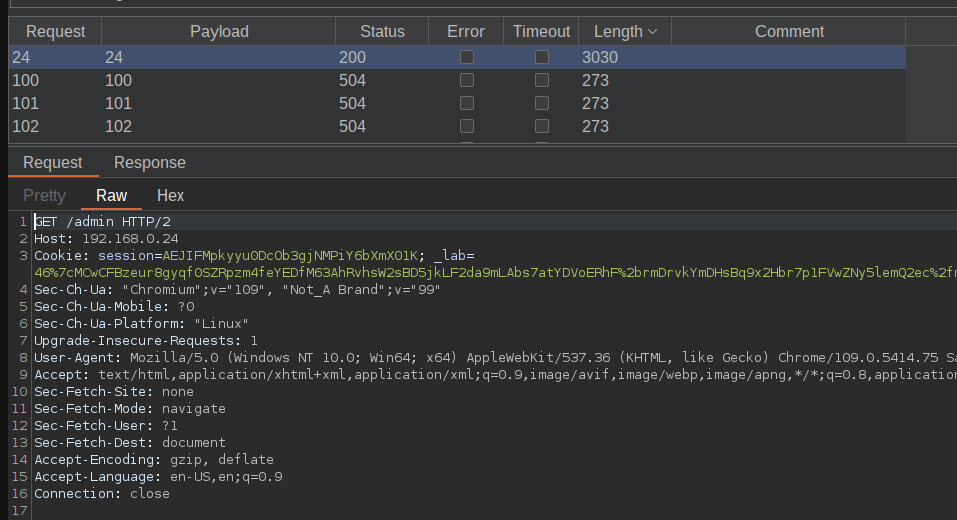 Request Payload Status Error Timeout Length Comment
24 24 200 3030
100 100 504 273
101 101 504 273
102 102 504 273
Request Response
Pretty Raw Hex
1 GET /admin HTTP/2
2 Host: 192.168.0.24
3 Cookie: session=AEJIFMpkyyuODcOb3gjNMPiY6bXmXO1K; _lab=
46%7cMCwCFBzeur8gyqf0SZRpzm4feYEDfM63AhRvhsW2sBD5jkLF2da9mLAbs7atYDVoERhF%2brmDrvkYmDHsBq9x2Hbr7p1FVwZNy5lemQ2ec%2fr
4 Sec-Ch-Ua: "Chromium";v="109", "Not_A Brand";v="99"
5 Sec-Ch-Ua-Mobile: ?0
6 Sec-Ch-Ua-Platform: "Linux"
7 Upgrade-Insecure-Requests: 1
8 User-Agent: Mozilla/5.0 (Windows NT 10.0; Win64; x64) AppleWebKit/537.36 (KHTML, like Gecko) Chrome/109.0.5414.75 Sa
9 Accept: text/html,application/xhtml+xml,application/xml;q=0.9,image/avif,image/webp,image/apng,*/*;q=0.8,application
10 Sec-Fetch-Site: none
11 Sec-Fetch-Mode: navigate
12 Sec-Fetch-User: ?1
13 Sec-Fetch-Dest: document
14 Accept-Encoding: gzip, deflate
15 Accept-Language: en-US,en;q=0.9
16 Connection: close
17